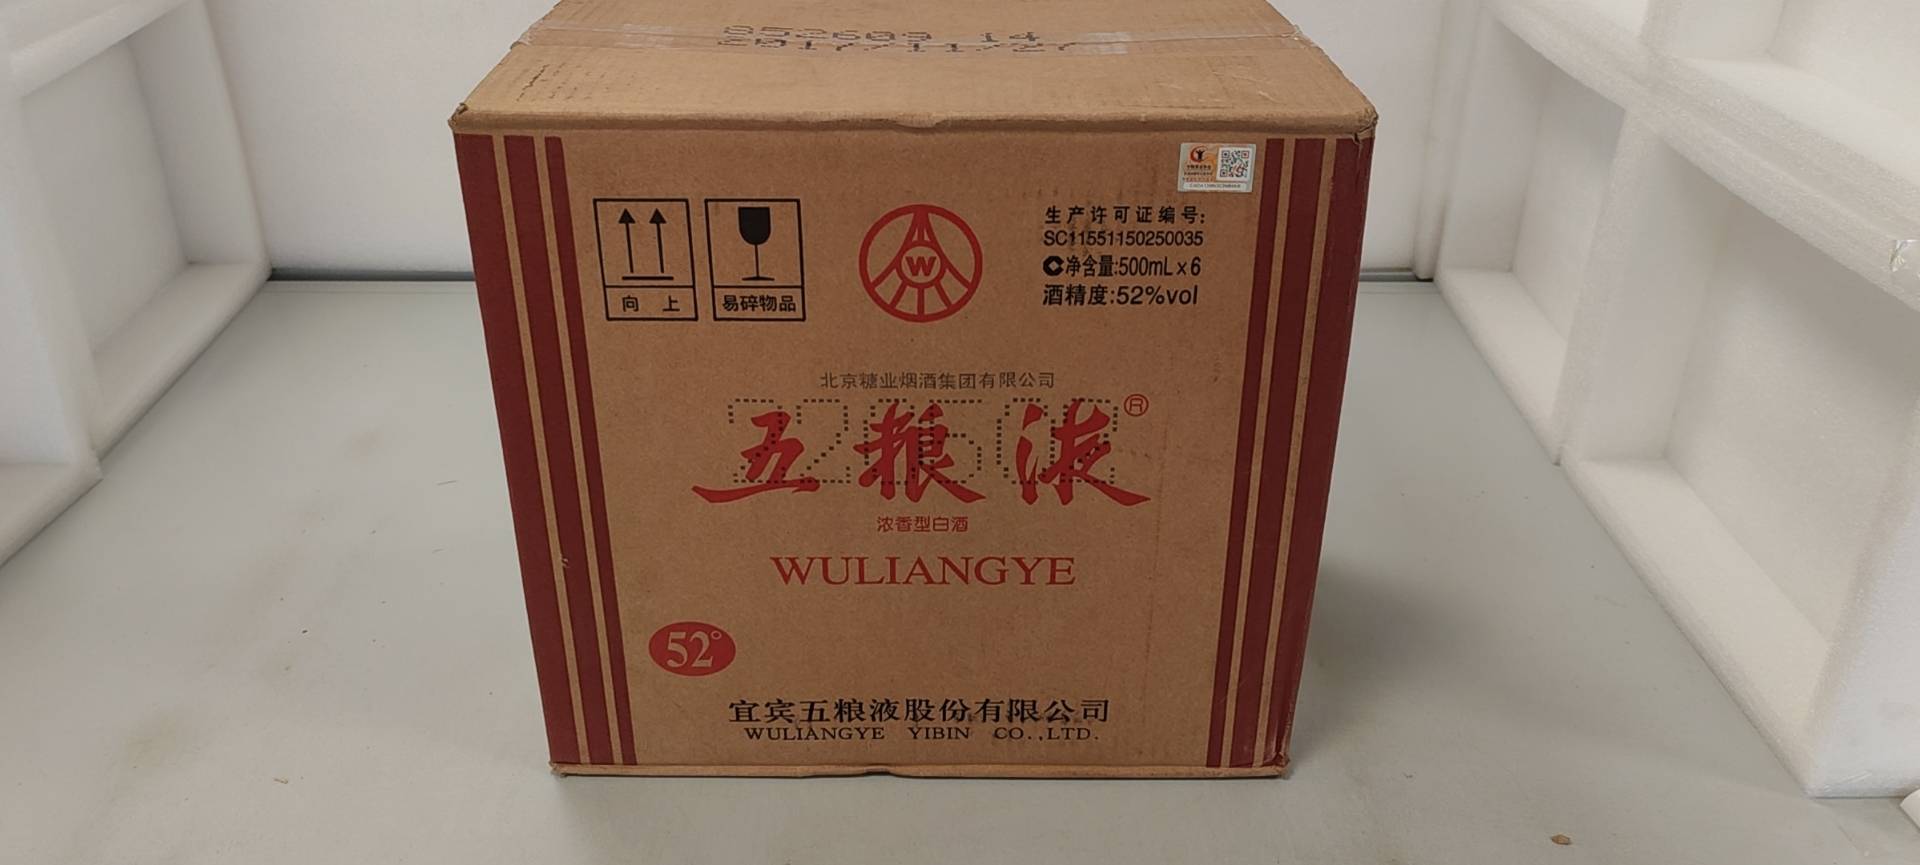 2017/11/27
向 上
易碎物品
W
生产许可证编号:
SC11551150250035
净含量:500mL×6
酒精度:52%vol
北京糖业烟酒集团有限公司
五粮液®
浓香型白酒
WULIANGYE
52°
宜宾五粮液股份有限公司
WULIANGYE YIBIN CO.,LTD.